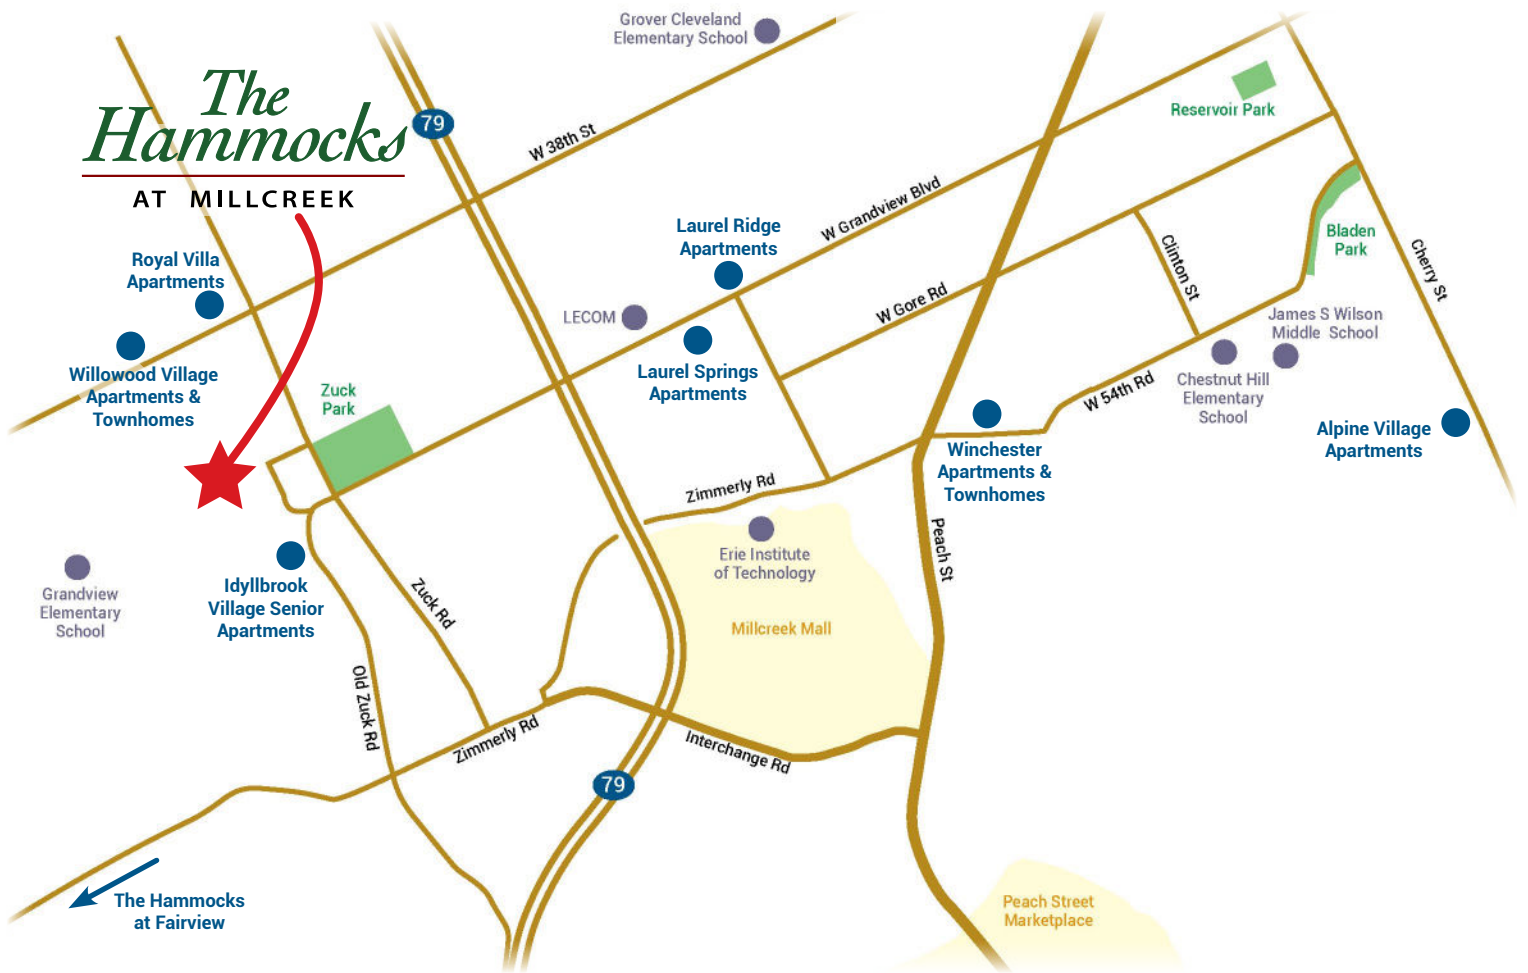 Grover Cleveland
Elementary School
The
Hammocks
AT MILLCREEK
79
W 38th St
Reservoir Park
W Grandview Blvd
Laurel Ridge
Apartments
Royal Villa
Apartments
Bladen
Park
Clinton St
Cherry St
W Gore Rd
LECOM
James S Wilson
Middle School
Willowood Village
Apartments &
Townhomes
Laurel Springs
Apartments
Zuck
Park
W 54th Rd
Chestnut Hill
Elementary
School
Alpine Village
Apartments
Winchester
Apartments &
Townhomes
Zimmerly Rd
Peach St
Erie Institute
of Technology
Grandview
Elementary
School
Idyllbrook
Village Senior
Apartments
Zuck Rd
Millcreek Mall
Old Zuck Rd
Zimmerly Rd
Interchange Rd
79
The Hammocks
at Fairview
Peach Street
Marketplace